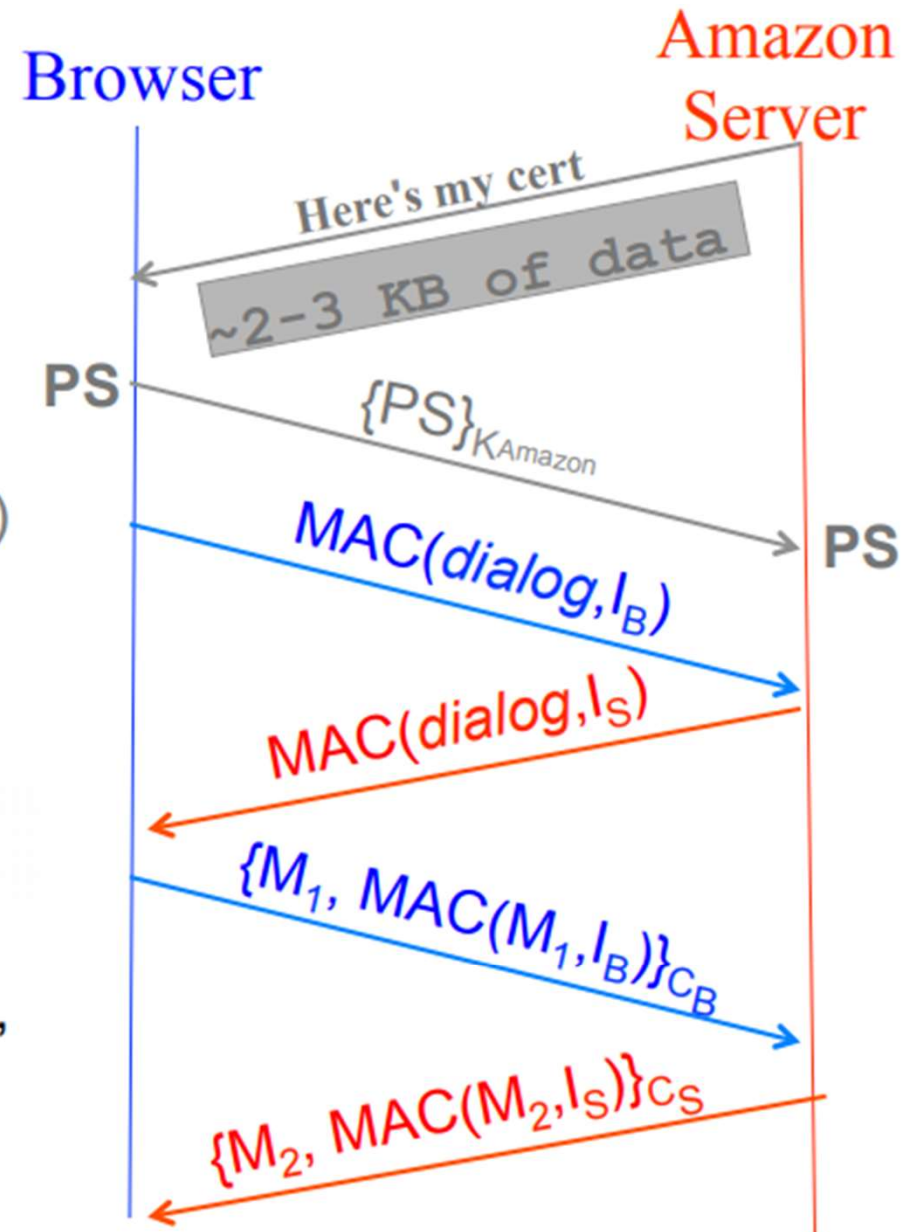 Browser
Amazon
Server
Here's my cert
~2-3 KB of data
PS
{PS}KAmazon
)
MAC(dialog,IB)
PS
MAC(dialog,IS)
{M1, MAC(M1,IB)}CB
,
{M2, MAC(M2,IS)}CS